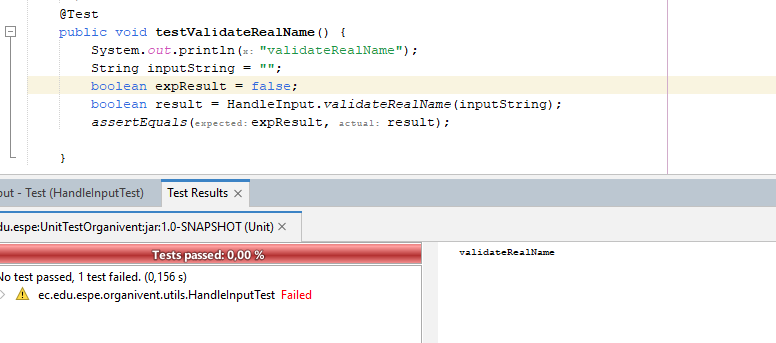 @Test
public void testValidateRealName() {
System.out.println(x: "validateRealName");
String inputString = "";
boolean expResult = false;
boolean result = HandleInput.validateRealName(inputString);
assertEquals(expected: expResult, actual: result);
}
out - Test (HandleInputTest) Test Results ×
du.espe:UnitTestOrganivent:jar:1.0-SNAPSHOT (Unit) ×
Tests passed: 0,00 %
No test passed, 1 test failed. (0,156 s)
ec.edu.espe.organivent.utils.HandleInputTest Failed
validateRealName